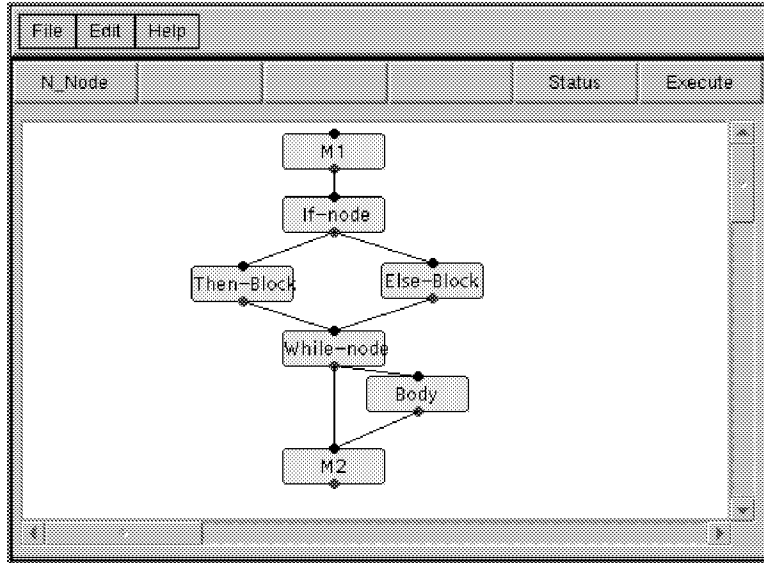 File Edit Help
N_Node Status Execute
M1
If-node
Then-Block Else-Block
While-node
Body
M2